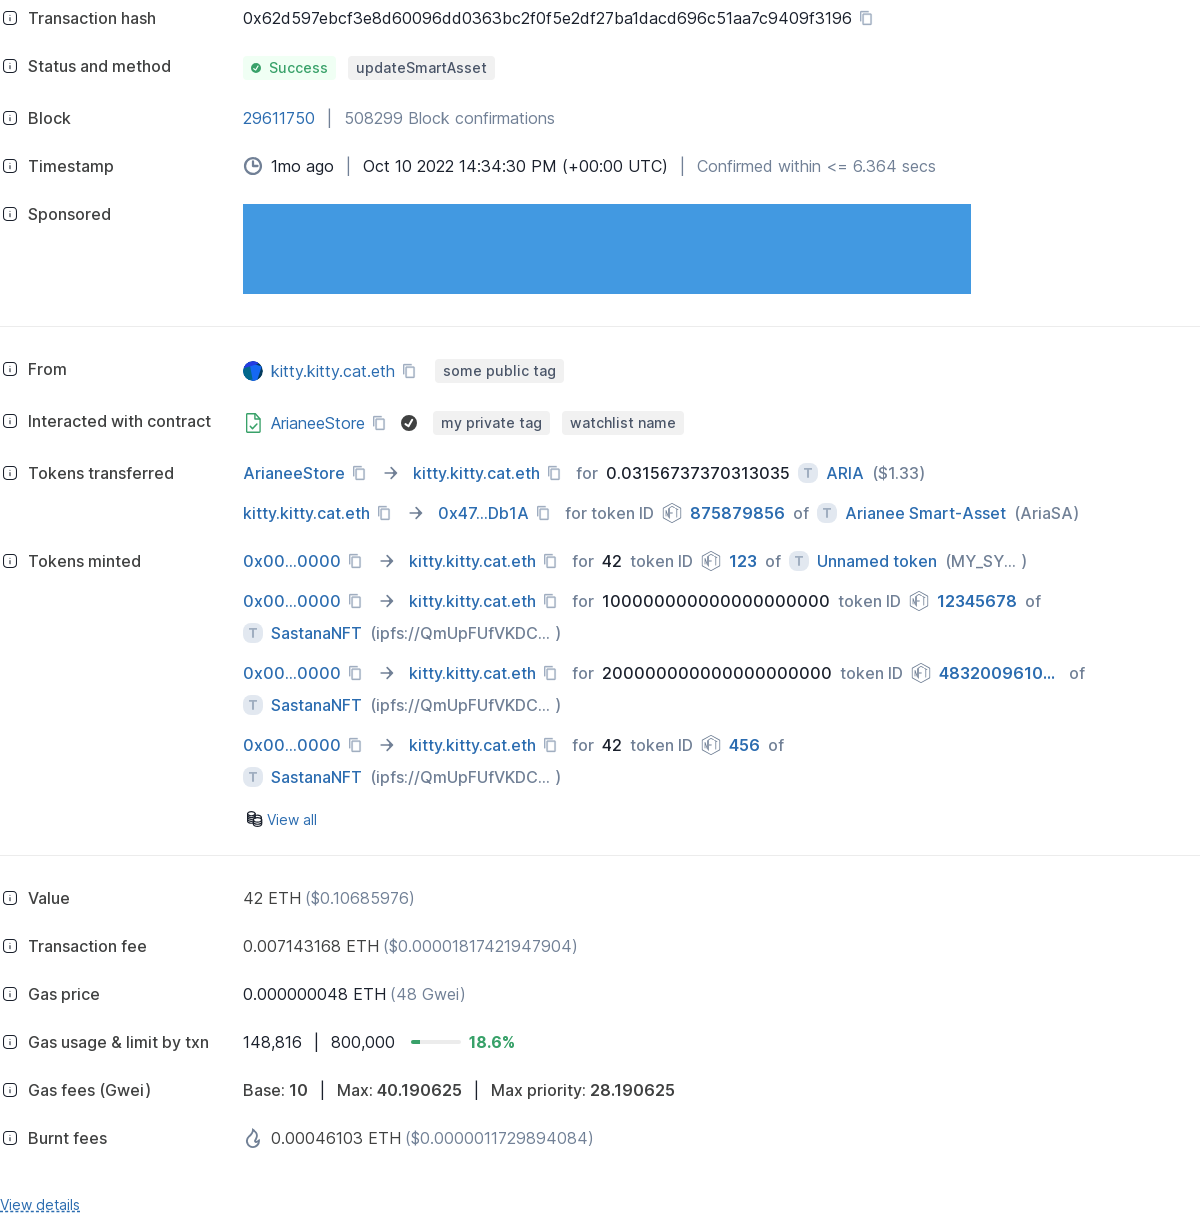 Transaction hash 0x62d597ebcf3e8d60096dd0363bc2f0f5e2df27ba1dacd696c51aa7c9409f3196
Status and method Success updateSmartAsset
Block 29611750 | 508299 Block confirmations
Timestamp 1mo ago | Oct 10 2022 14:34:30 PM (+00:00 UTC) | Confirmed within <= 6.364 secs
Sponsored
From kitty.kitty.cat.eth some public tag
Interacted with contract ArianeeStore my private tag watchlist name
Tokens transferred ArianeeStore → kitty.kitty.cat.eth for 0.03156737370313035 T ARIA ($1.33)
kitty.kitty.cat.eth → 0x47...Db1A for token ID 875879856 of T Arianee Smart-Asset (AriaSA)
Tokens minted 0x00...0000 → kitty.kitty.cat.eth for 42 token ID 123 of T Unnamed token (MY_SY... )
0x00...0000 → kitty.kitty.cat.eth for 100000000000000000000 token ID 12345678 of
T SastanaNFT (ipfs://QmUpFUfVKDC... )
0x00...0000 → kitty.kitty.cat.eth for 200000000000000000000 token ID 4832009610... of
T SastanaNFT (ipfs://QmUpFUfVKDC... )
0x00...0000 → kitty.kitty.cat.eth for 42 token ID 456 of
T SastanaNFT (ipfs://QmUpFUfVKDC... )
View all
Value 42 ETH ($0.10685976)
Transaction fee 0.007143168 ETH ($0.00001817421947904)
Gas price 0.000000048 ETH (48 Gwei)
Gas usage & limit by txn 148,816 | 800,000 18.6%
Gas fees (Gwei) Base: 10 | Max: 40.190625 | Max priority: 28.190625
Burnt fees 0.00046103 ETH ($0.0000011729894084)
View details